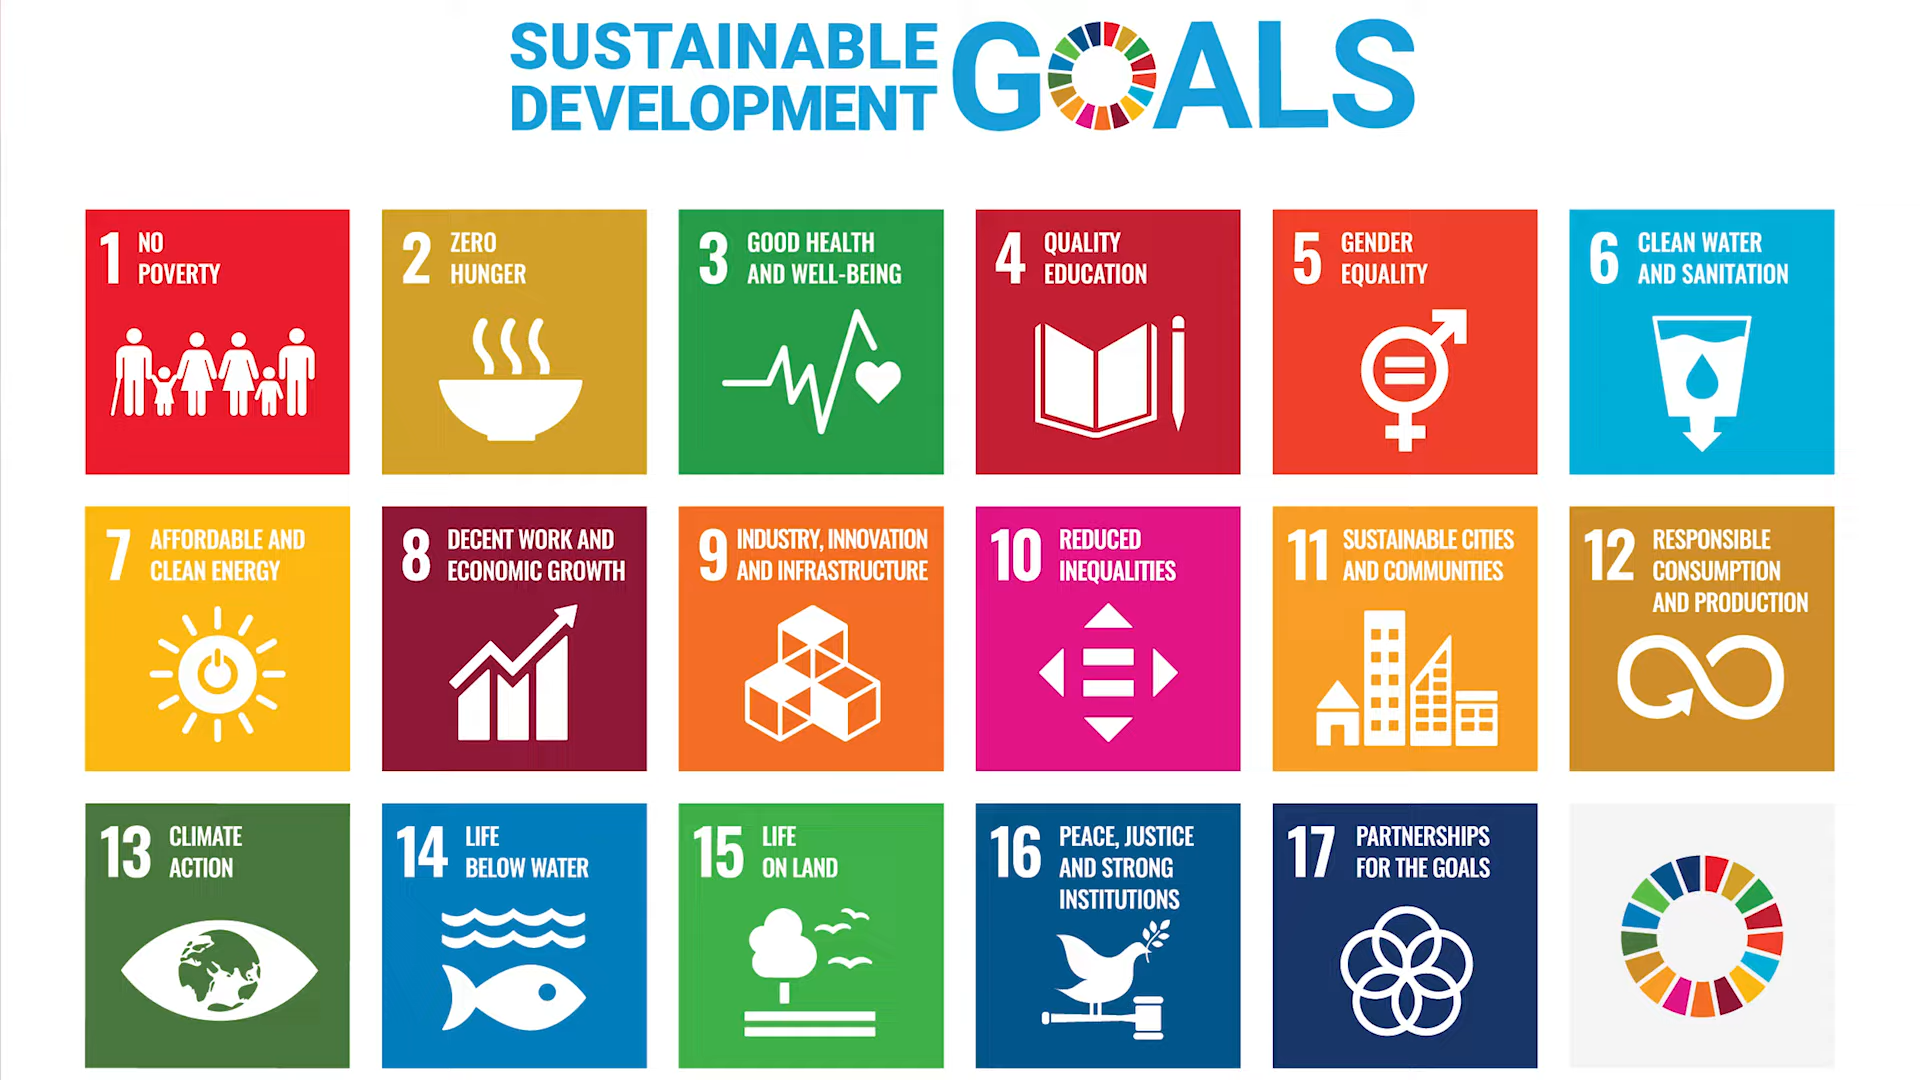 SUSTAINABLE
DEVELOPMENT
GOALS
1 NO
POVERTY
2 ZERO
HUNGER
3 GOOD HEALTH
AND WELL-BEING
4 QUALITY
EDUCATION
5 GENDER
EQUALITY
6 CLEAN WATER
AND SANITATION
7 AFFORDABLE AND
CLEAN ENERGY
8 DECENT WORK AND
ECONOMIC GROWTH
9 INDUSTRY, INNOVATION
AND INFRASTRUCTURE
10 REDUCED
INEQUALITIES
11 SUSTAINABLE CITIES
AND COMMUNITIES
12 RESPONSIBLE
CONSUMPTION
AND PRODUCTION
13 CLIMATE
ACTION
14 LIFE
BELOW WATER
15 LIFE
ON LAND
16 PEACE, JUSTICE
AND STRONG
INSTITUTIONS
17 PARTNERSHIPS
FOR THE GOALS